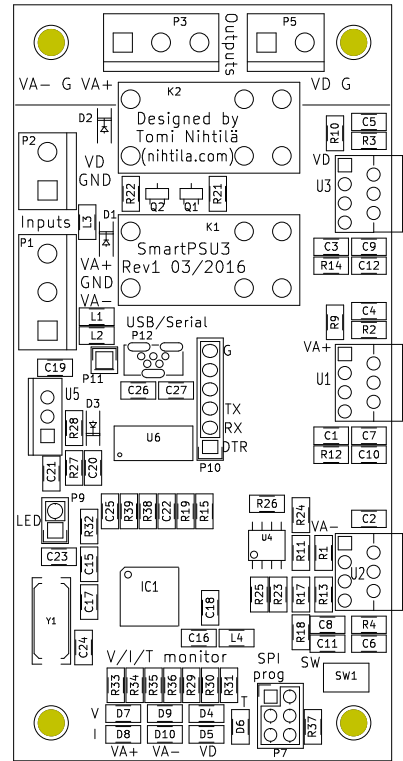 P3
Outputs
P5
VA- G VA+
VD G
K2
D2
Designed by
Tomi Nihtilä
(nihtila.com)
R10
C5
R3
P2
VD
GND
VD
U3
R22
Q2
Q1
R21
Inputs
L3
D1
K1
P1
SmartPSU3
Rev1 03/2016
VA+
GND
VA-
C3
C9
R14
C12
L1
L2
USB/Serial
P12
R9
C4
R2
G
VA+
P11
C19
U1
C26
C27
U5
D3
R28
U6
TX
RX
DTR
C1
C7
R12
C10
P10
C21
R27
C20
P9
LED
R32
C25
R39
R38
C22
R19
R15
R26
R24
VA-
C2
U4
C23
C15
R11
R1
U2
Y1
C17
IC1
C18
R25
R23
R17
R13
C24
C16
L4
R18
C8
R4
C11
C6
V/I/T monitor
SPI
prog
SW
SW1
R33
R34
R35
R36
R29
R30
R31
T
V
D7
D9
D4
I
D8
D10
D5
D6
R37
VA+
VA-
VD
P7